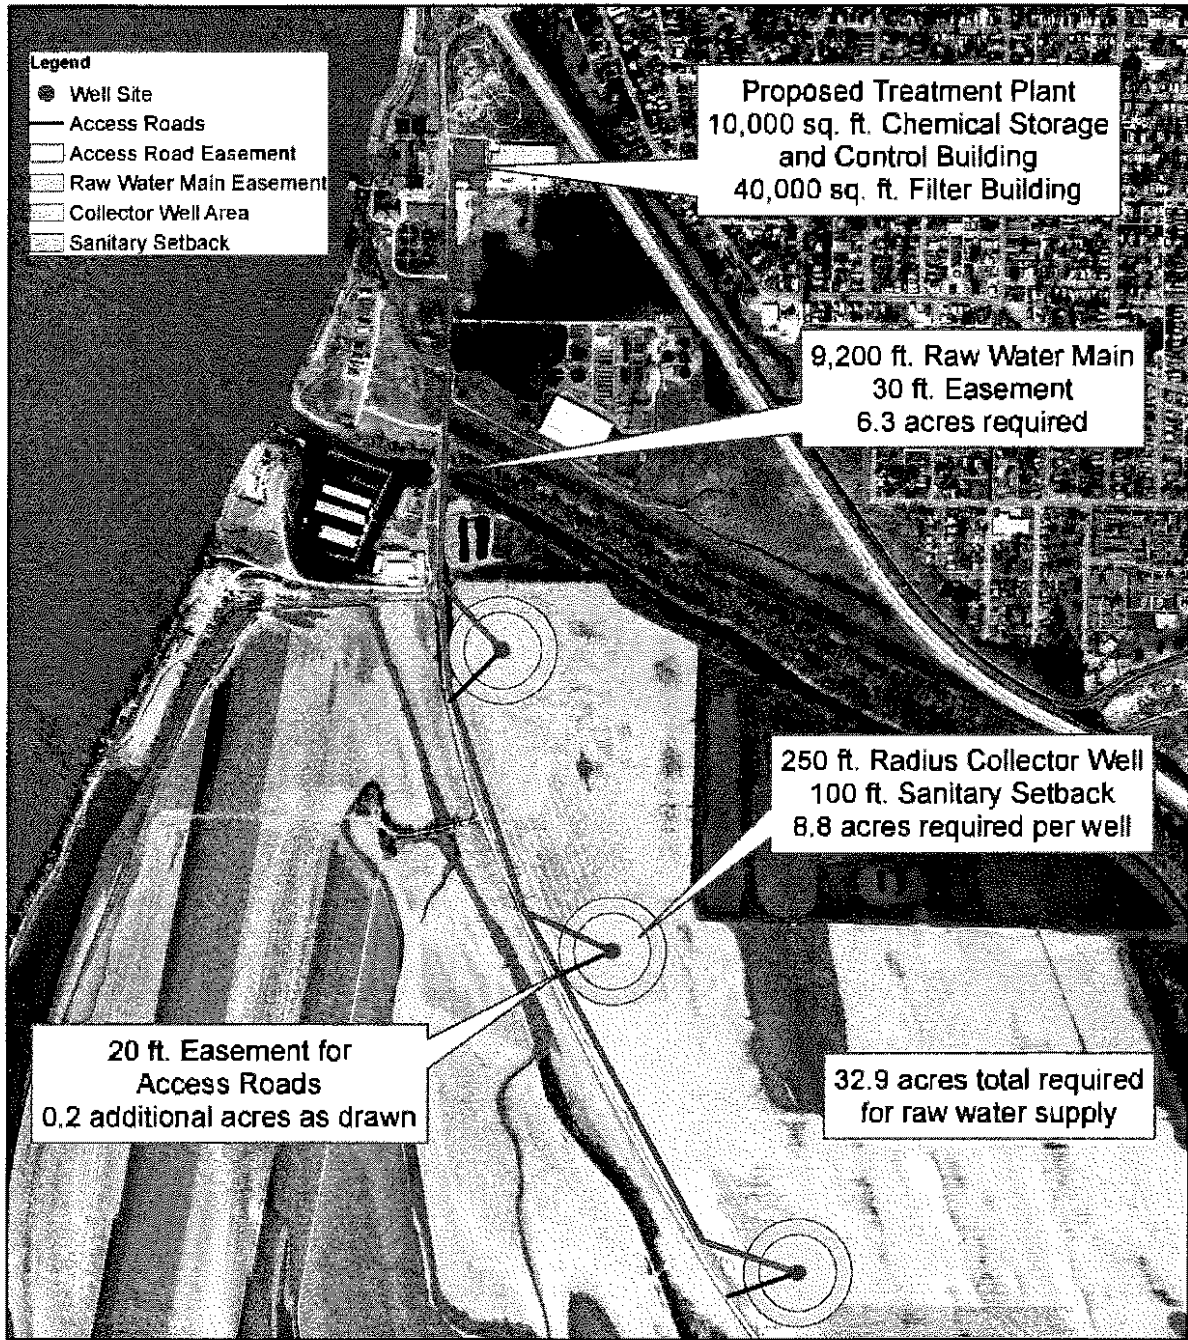 Legend
Well Site
Access Roads
Access Road Easement
Raw Water Main Easement
Collector Well Area
Sanitary Setback
Proposed Treatment Plant
10,000 sq. ft. Chemical Storage
and Control Building
40,000 sq. ft. Filter Building
9,200 ft. Raw Water Main
30 ft. Easement
6.3 acres required
250 ft. Radius Collector Well
100 ft. Sanitary Setback
8.8 acres required per well
20 ft. Easement for
Access Roads
0.2 additional acres as drawn
32.9 acres total required
for raw water supply